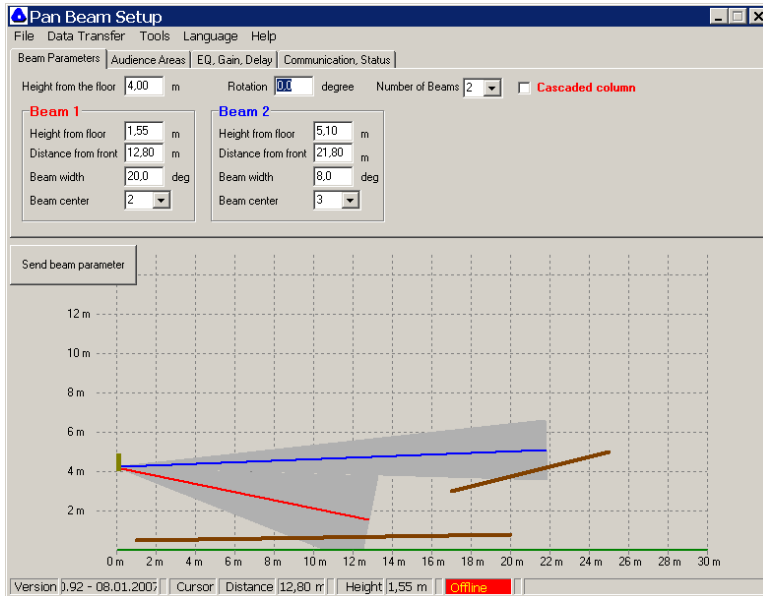 Pan Beam Setup
File Data Transfer Tools Language Help
Beam Parameters Audience Areas EQ, Gain, Delay Communication, Status
Height from the floor 4,00 m Rotation 0,0 degree Number of Beams 2 Cascaded column
Beam 1 Beam 2
Height from floor 1,55 m Height from floor 5,10 m
Distance from front 12,80 m Distance from front 21,80 m
Beam width 20,0 deg Beam width 8,0 deg
Beam center 2 Beam center 3
Send beam parameter
12 m
10 m
8 m
6 m
4 m
2 m
0 m 2 m 4 m 6 m 8 m 10 m 12 m 14 m 16 m 18 m 20 m 22 m 24 m 26 m 28 m 30 m
Version 0.92 - 08.01.2007 Cursor Distance 12,80 m Height 1,55 m Offline